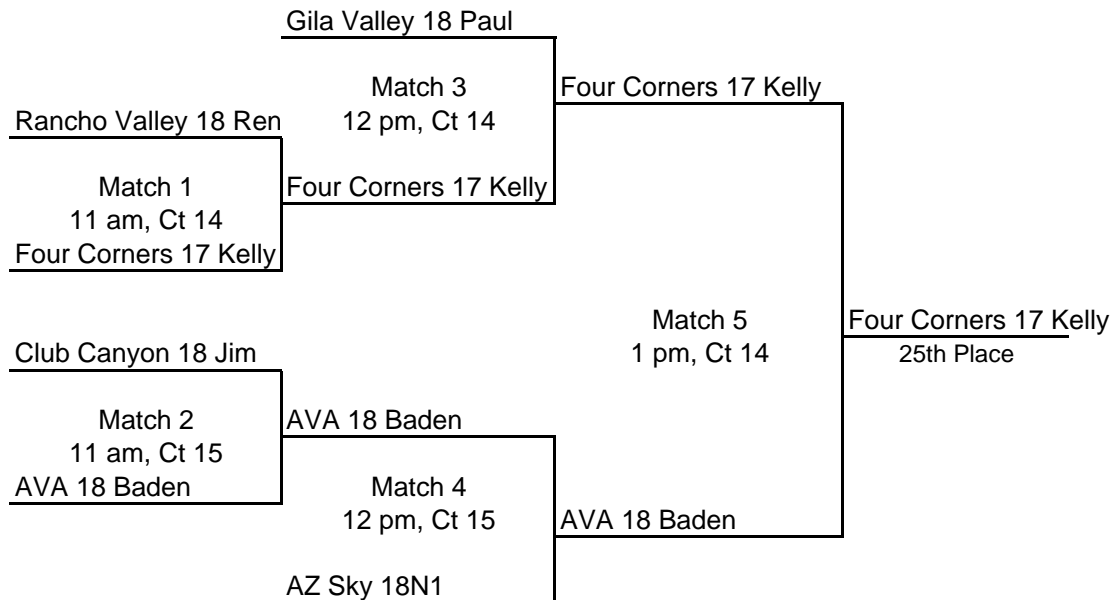 Gila Valley 18 Paul
Match 3
12 pm, Ct 14
Four Corners 17 Kelly
Rancho Valley 18 Ren
Match 1
11 am, Ct 14
Four Corners 17 Kelly
Four Corners 17 Kelly
Match 5
1 pm, Ct 14
Four Corners 17 Kelly
25th Place
Club Canyon 18 Jim
Match 2
11 am, Ct 15
AVA 18 Baden
AVA 18 Baden
Match 4
12 pm, Ct 15
AVA 18 Baden
AZ Sky 18N1